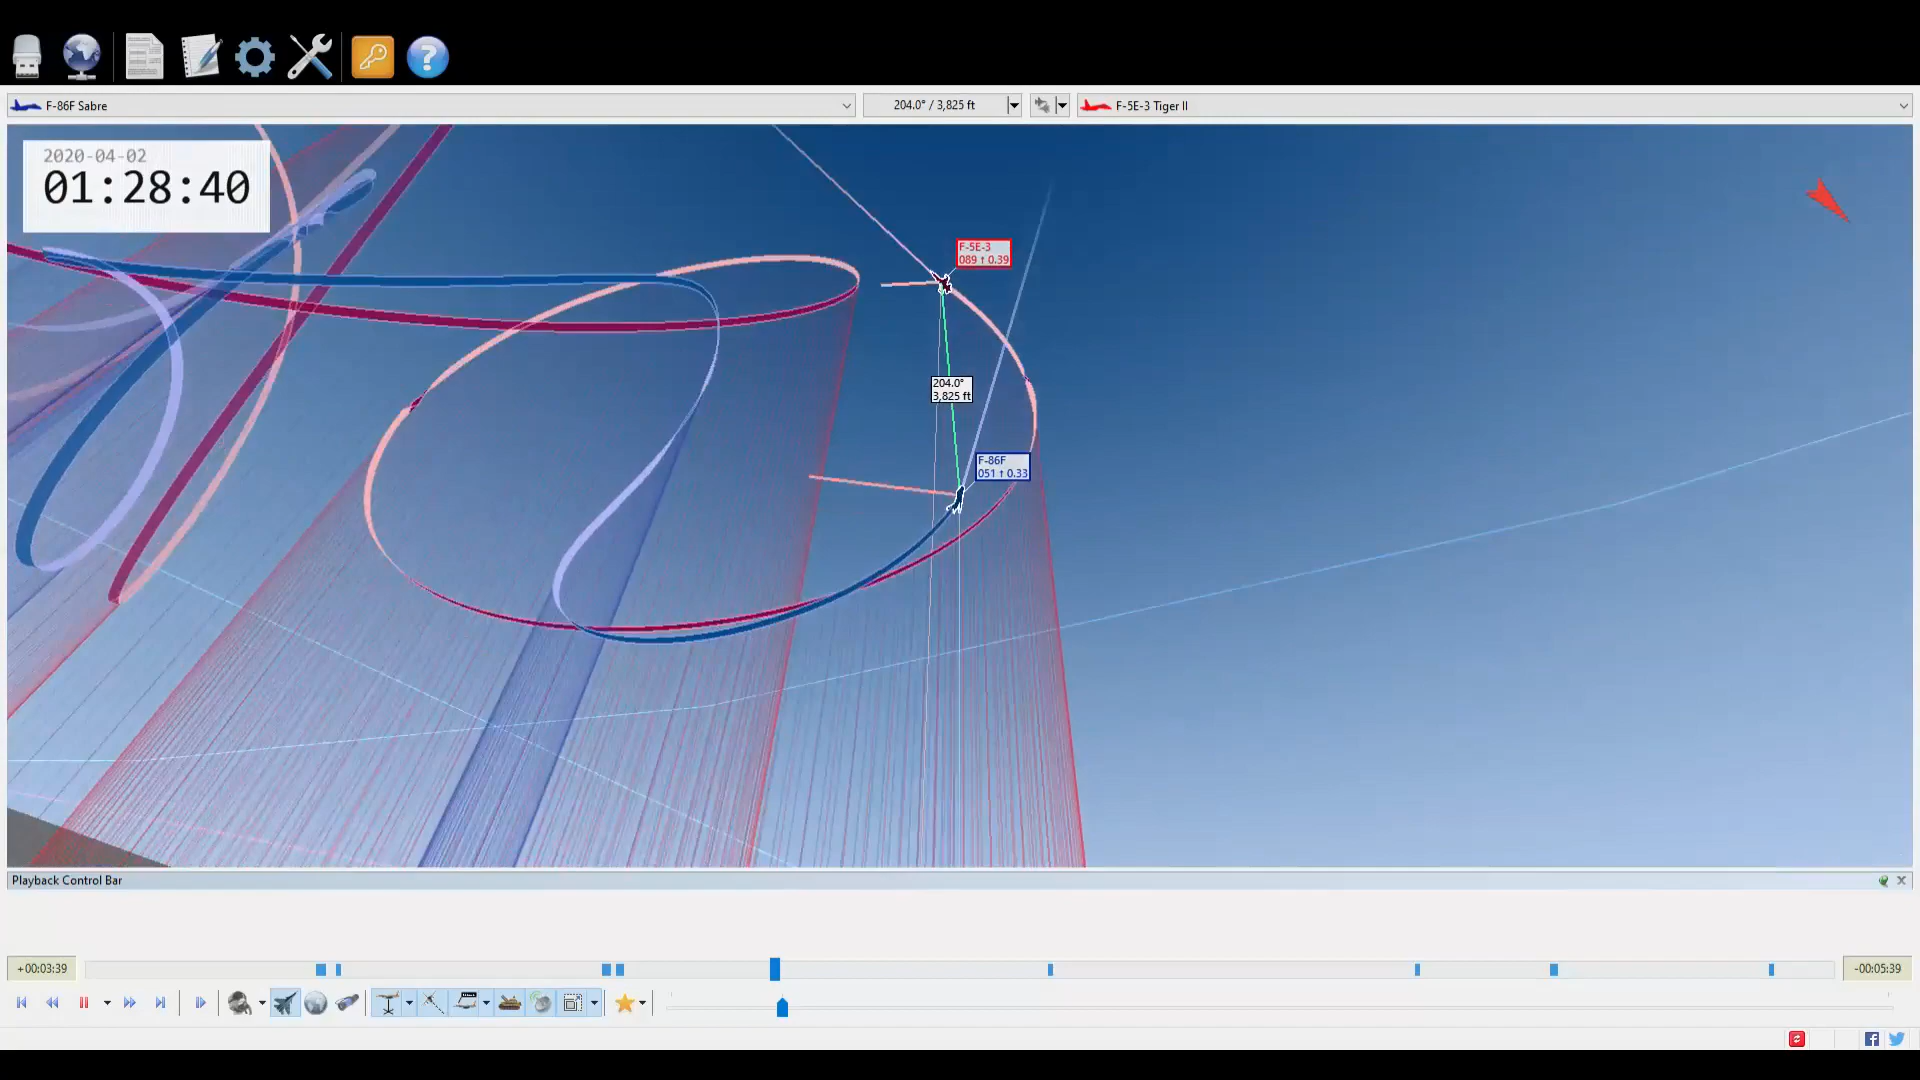 F-86F Sabre
204.0° / 3,825 ft
F-5E-3 Tiger II
2020-04-02
01:28:40
F-5E-3
089 ↑ 0.39
204.0°
3,825 ft
F-86F
051 ↑ 0.33
Playback Control Bar
+00:03:39
-00:05:39